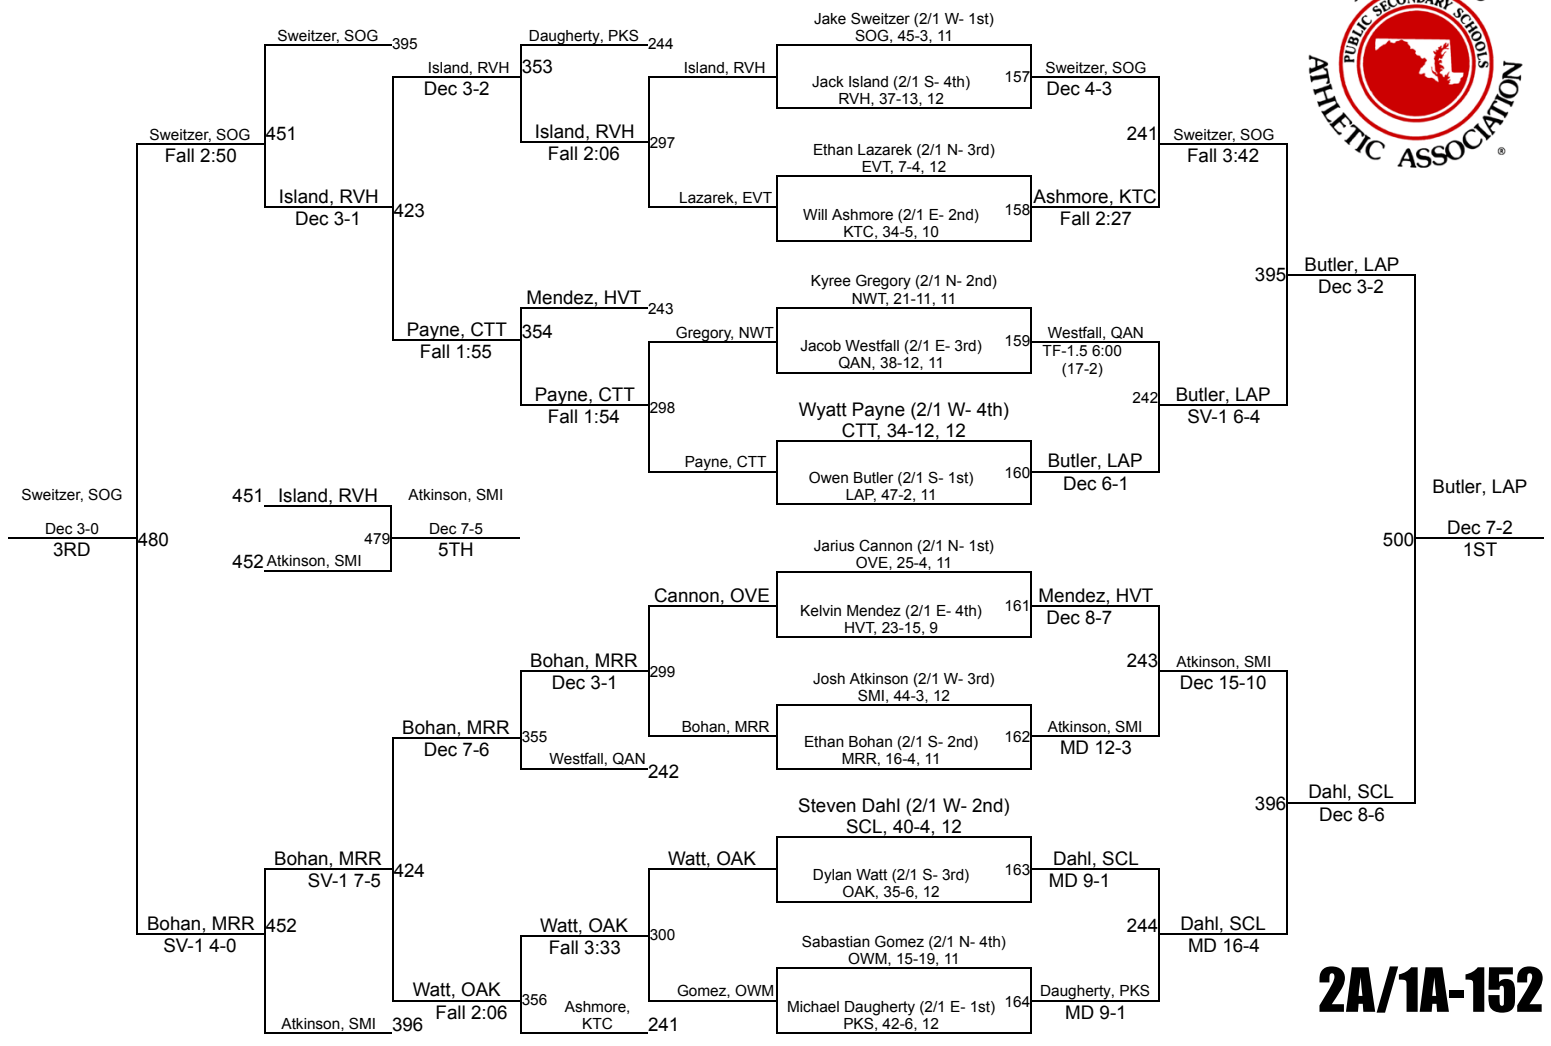 PUBLIC SECONDARY SCHOOLS
ATHLETIC ASSOCIATION
®
Sweitzer, SOG
395
Daugherty, PKS
244
Jake Sweitzer (2/1 W- 1st)
SOG, 45-3, 11
Island, RVH
Dec 3-2
353
Island, RVH
Jack Island (2/1 S- 4th)
RVH, 37-13, 12
157
Sweitzer, SOG
Dec 4-3
Sweitzer, SOG
Fall 2:50
451
Island, RVH
Fall 2:06
297
Ethan Lazarek (2/1 N- 3rd)
EVT, 7-4, 12
241
Sweitzer, SOG
Fall 3:42
Island, RVH
Dec 3-1
423
Lazarek, EVT
Will Ashmore (2/1 E- 2nd)
KTC, 34-5, 10
158
Ashmore, KTC
Fall 2:27
395
Butler, LAP
Dec 3-2
Mendez, HVT
243
Kyree Gregory (2/1 N- 2nd)
NWT, 21-11, 11
Payne, CTT
Fall 1:55
354
Gregory, NWT
Jacob Westfall (2/1 E- 3rd)
QAN, 38-12, 11
159
Westfall, QAN
TF-1.5 6:00
(17-2)
Payne, CTT
Fall 1:54
298
Wyatt Payne (2/1 W- 4th)
CTT, 34-12, 12
242
Butler, LAP
SV-1 6-4
Payne, CTT
Owen Butler (2/1 S- 1st)
LAP, 47-2, 11
160
Butler, LAP
Dec 6-1
Sweitzer, SOG
Dec 3-0
3RD
480
451
Island, RVH
452
Atkinson, SMI
479
Atkinson, SMI
Dec 7-5
5TH
500
Butler, LAP
Dec 7-2
1ST
Jarius Cannon (2/1 N- 1st)
OVE, 25-4, 11
Cannon, OVE
Kelvin Mendez (2/1 E- 4th)
HVT, 23-15, 9
161
Mendez, HVT
Dec 8-7
Bohan, MRR
Dec 3-1
299
Josh Atkinson (2/1 W- 3rd)
SMI, 44-3, 12
243
Atkinson, SMI
Dec 15-10
Bohan, MRR
Dec 7-6
355
Bohan, MRR
Ethan Bohan (2/1 S- 2nd)
MRR, 16-4, 11
162
Atkinson, SMI
MD 12-3
Westfall, QAN
242
Steven Dahl (2/1 W- 2nd)
SCL, 40-4, 12
396
Dahl, SCL
Dec 8-6
Bohan, MRR
SV-1 7-5
424
Watt, OAK
Dylan Watt (2/1 S- 3rd)
OAK, 35-6, 12
163
Dahl, SCL
MD 9-1
Bohan, MRR
SV-1 4-0
452
Watt, OAK
Fall 3:33
300
Sabastian Gomez (2/1 N- 4th)
OWM, 15-19, 11
244
Dahl, SCL
MD 16-4
Watt, OAK
Fall 2:06
356
Gomez, OWM
Michael Daugherty (2/1 E- 1st)
PKS, 42-6, 12
164
Daugherty, PKS
MD 9-1
Atkinson, SMI
396
Ashmore,
KTC
241
2A/1A-152